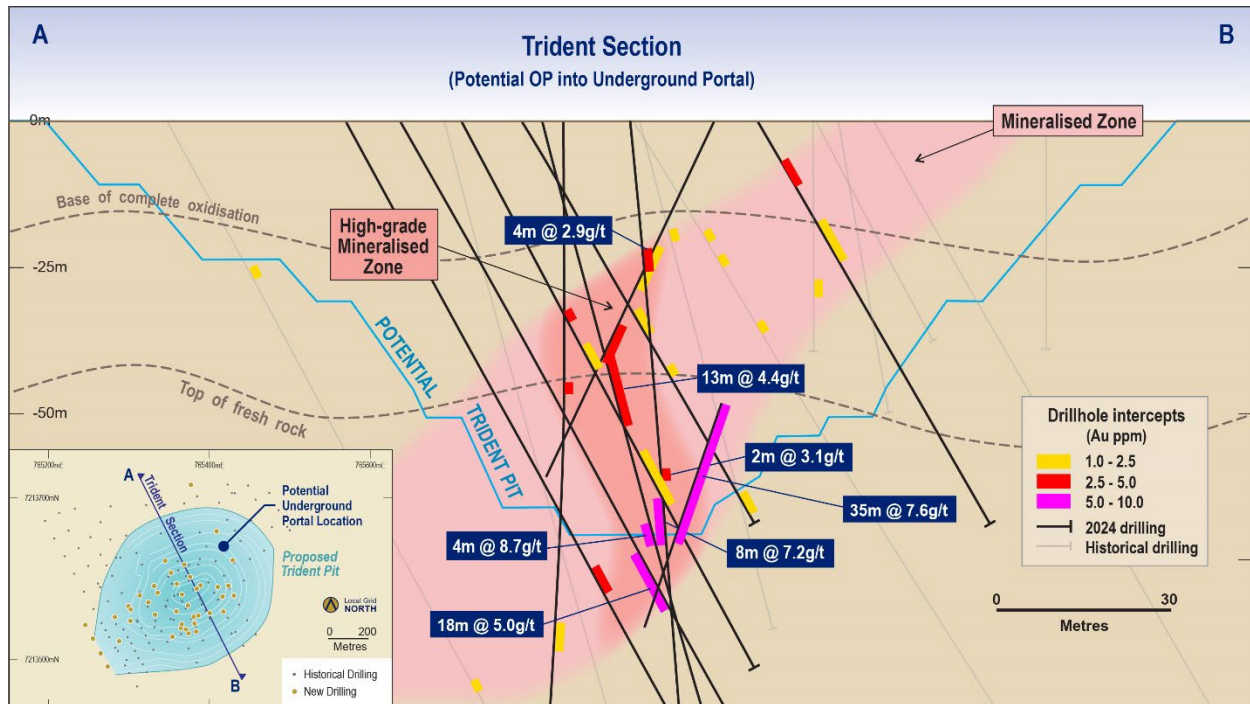 A
B
Trident Section
(Potential OP into Underground Portal)
0m
Mineralised Zone
Base of complete oxidisation
High-grade
Mineralised
Zone
4m @ 2.9g/t
-25m
POTENTIAL
TRIDENT PIT
13m @ 4.4g/t
Top of fresh rock
-50m
2m @ 3.1g/t
35m @ 7.6g/t
4m @ 8.7g/t
8m @ 7.2g/t
18m @ 5.0g/t
Drillhole intercepts
(Au ppm)
1.0 - 2.5
2.5 - 5.0
5.0 - 10.0
2024 drilling
Historical drilling
30
Metres
765200mE
765400mE
765600mE
7213700mN
7213500mN
A
Trident Section
B
Potential
Underground
Portal Location
Proposed
Trident Pit
Local Grid
NORTH
0 200
Metres
Historical Drilling
New Drilling
0